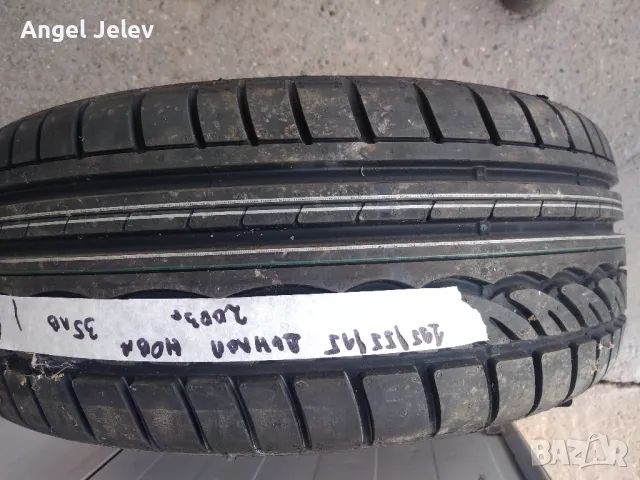 Angel Jelev
195/55/15 ДЪНЛОП НОВА
2003г 35лв
BAZAR